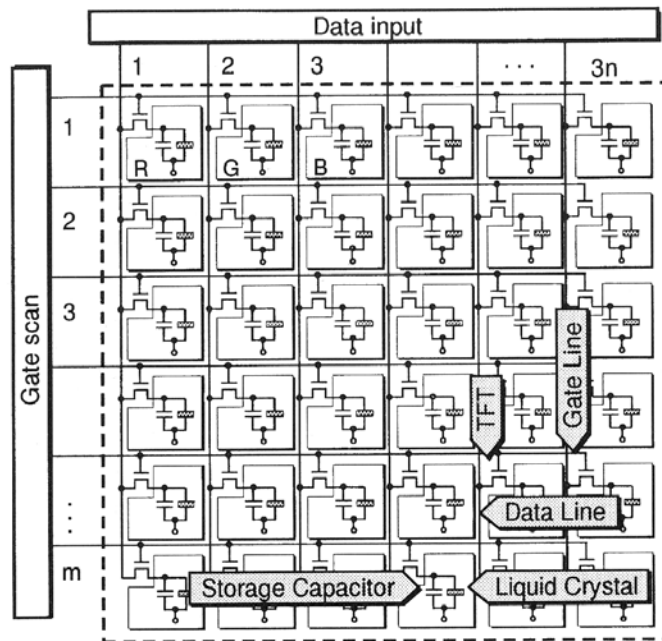 Data input
1 2 3 · · · 3n
Gate scan
1
R G B
2
3
TFT
Gate Line
Data Line
· · ·
m
Storage Capacitor
Liquid Crystal